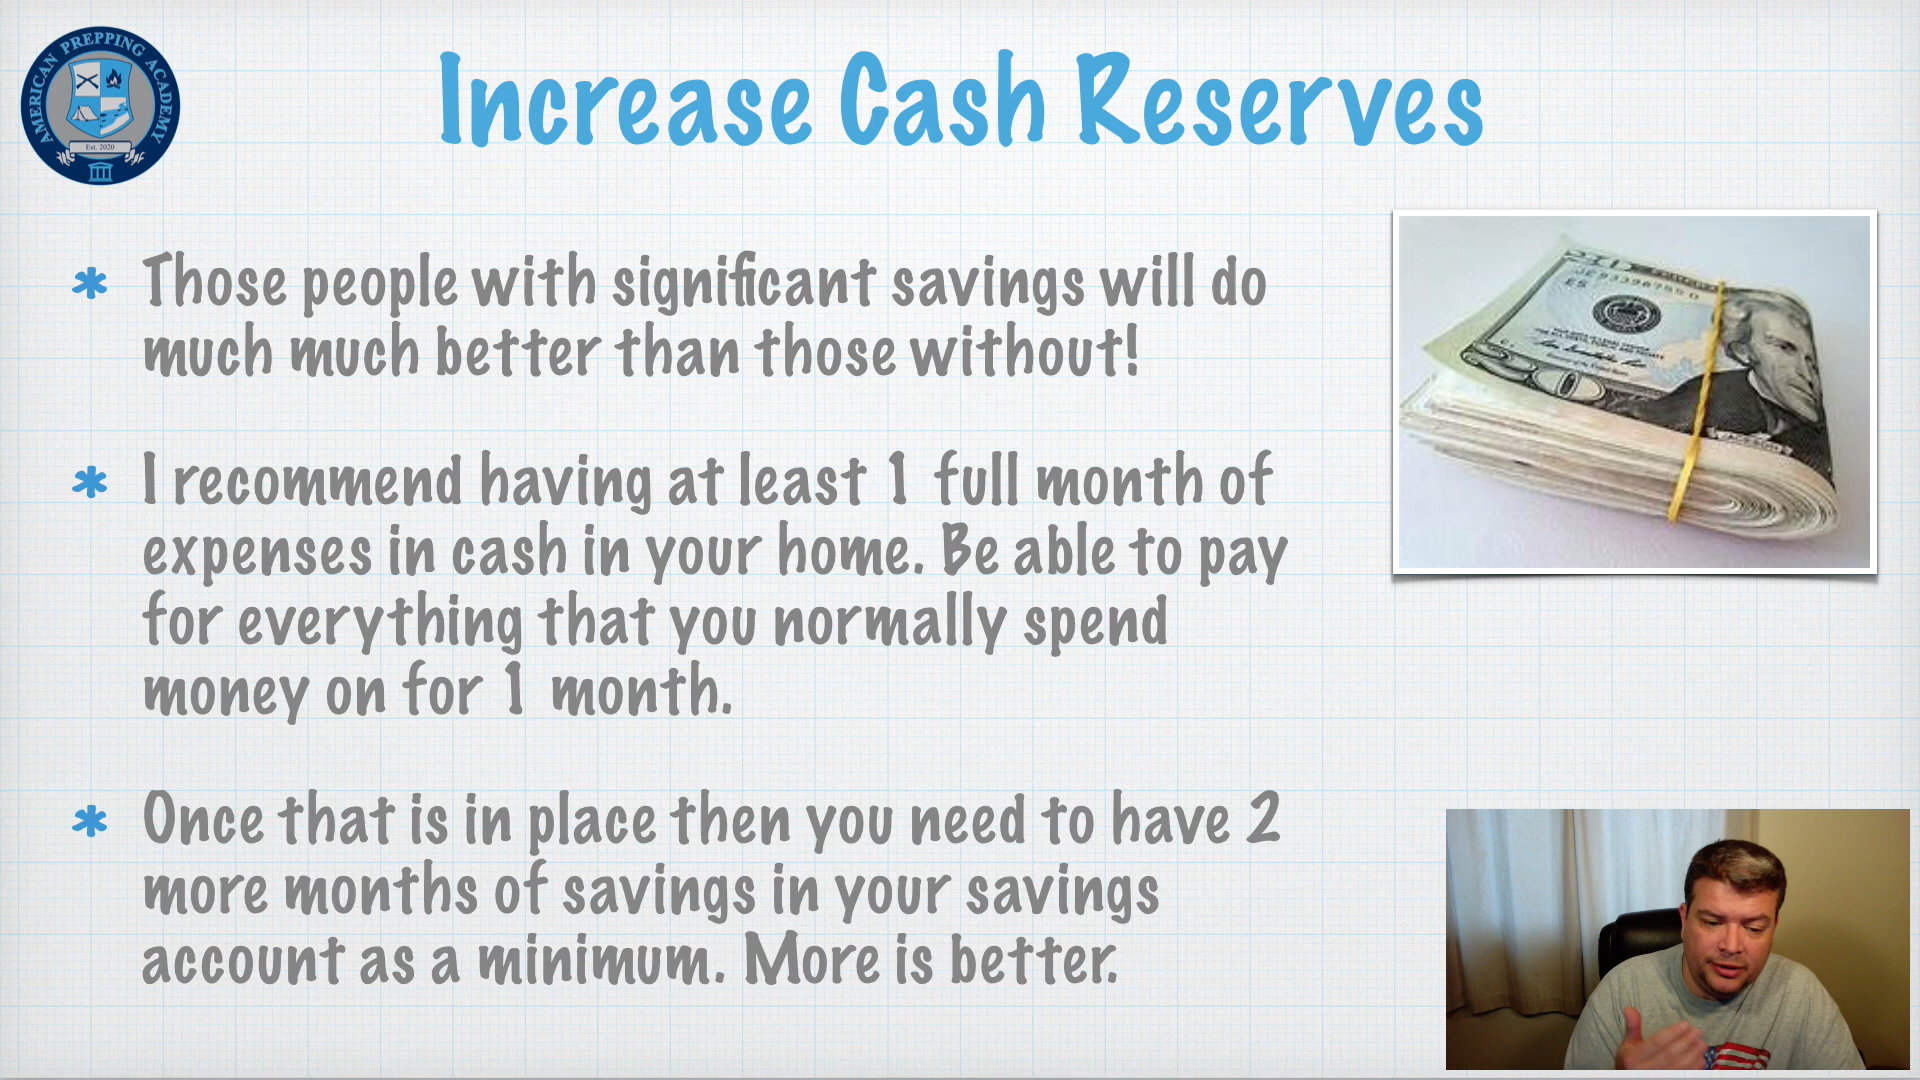 AMERICAN PREPPING ACADEMY
Est. 2020
Increase Cash Reserves
* Those people with significant savings will do
much much better than those without!
* I recommend having at least 1 full month of
expenses in cash in your home. Be able to pay
for everything that you normally spend
money on for 1 month.
* Once that is in place then you need to have 2
more months of savings in your savings
account as a minimum. More is better.
20